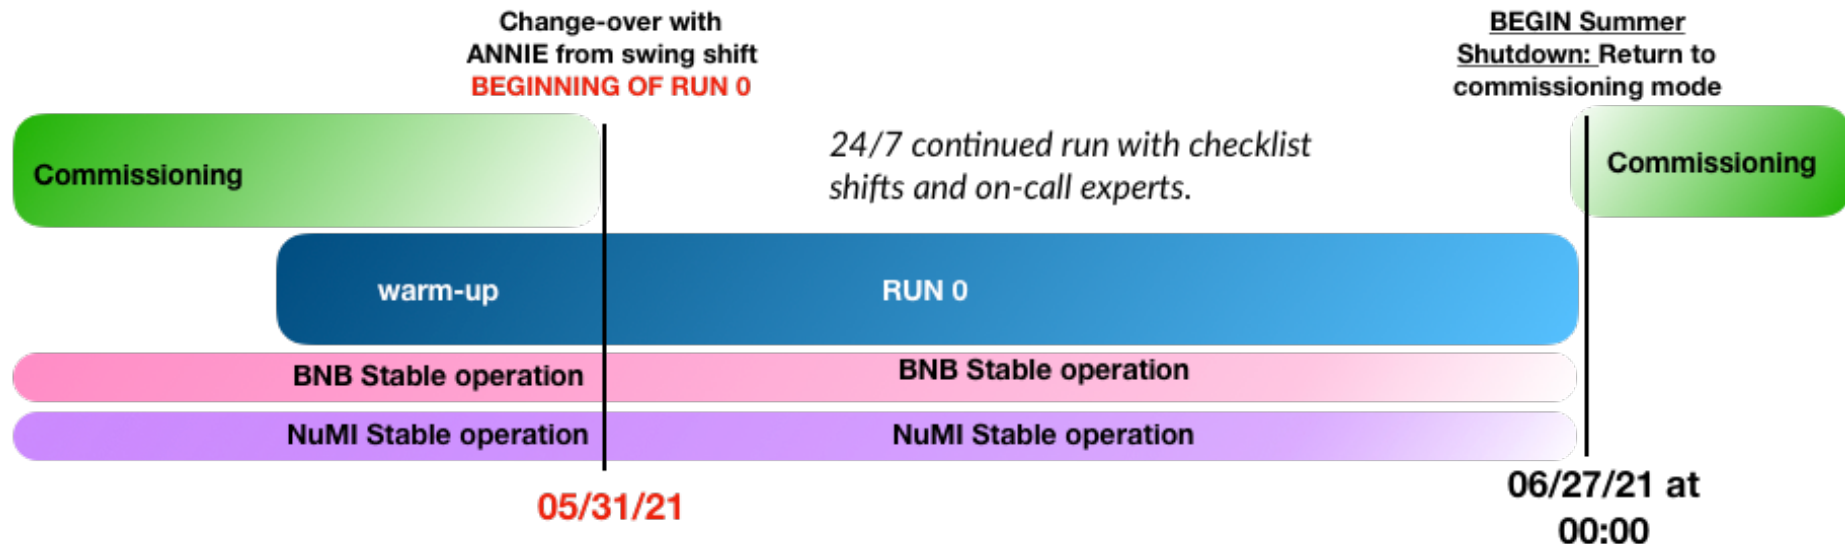 Change-over with
ANNIE from swing shift
BEGINNING OF RUN 0
BEGIN Summer
Shutdown: Return to
commissioning mode
Commissioning
24/7 continued run with checklist
shifts and on-call experts.
Commissioning
warm-up
RUN 0
BNB Stable operation
BNB Stable operation
NuMI Stable operation
NuMI Stable operation
05/31/21
06/27/21 at
00:00